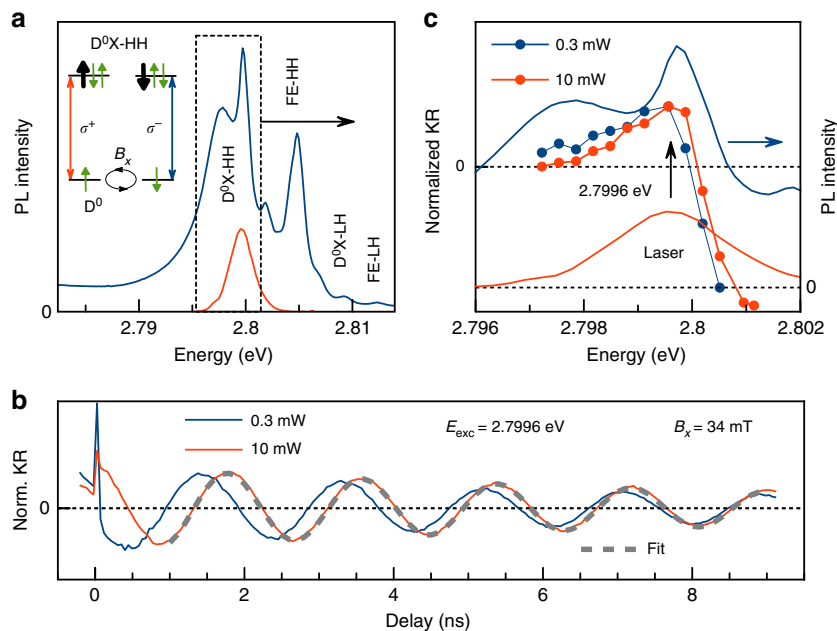 a
D⁰X-HH
σ⁺
σ⁻
Bₓ
D⁰
D⁰X-HH
FE-HH
D⁰X-LH
FE-LH
PL intensity
0
2.79
2.8
2.81
Energy (eV)
c
0.3 mW
10 mW
Normalized KR
0
2.7996 eV
Laser
PL intensity
0
2.796
2.798
2.8
2.802
Energy (eV)
b
0.3 mW
10 mW
E_exc = 2.7996 eV
Bₓ = 34 mT
Norm. KR
0
Fit
0
2
4
6
8
Delay (ns)